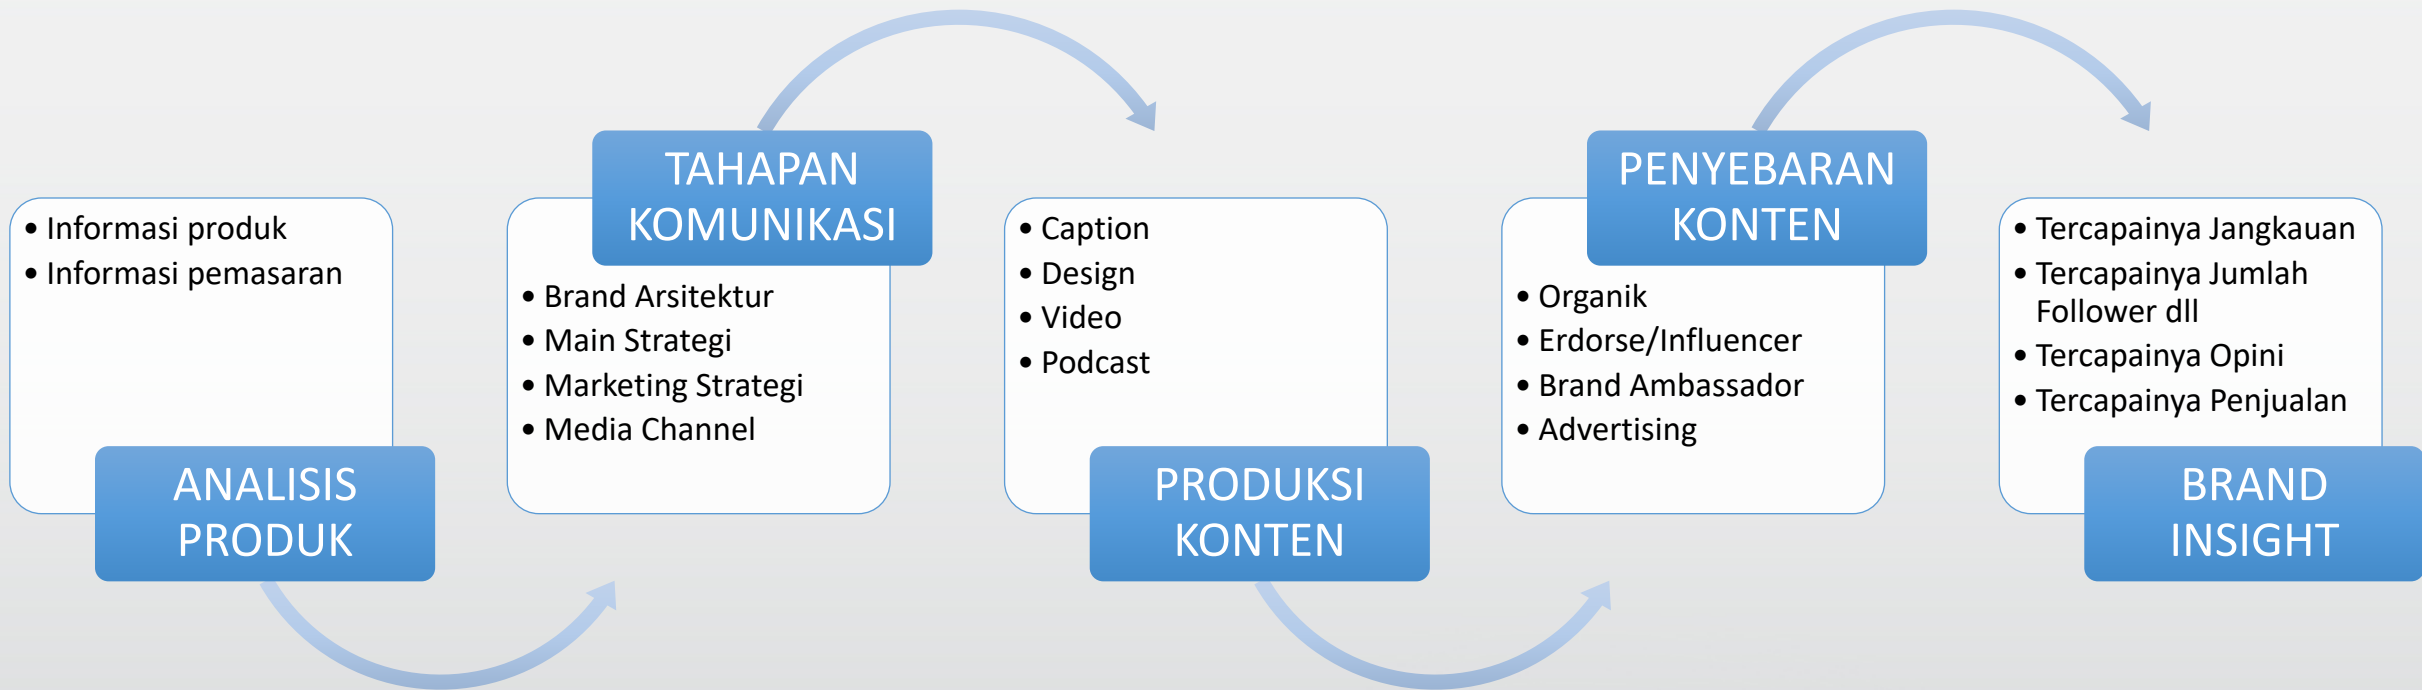 • Informasi produk
• Informasi pemasaran
ANALISIS
PRODUK
TAHAPAN
KOMUNIKASI
• Brand Arsitektur
• Main Strategi
• Marketing Strategi
• Media Channel
• Caption
• Design
• Video
• Podcast
PRODUKSI
KONTEN
PENYEBARAN
KONTEN
• Organik
• Erdorse/Influencer
• Brand Ambassador
• Advertising
• Tercapainya Jangkauan
• Tercapainya Jumlah
Follower dll
• Tercapainya Opini
• Tercapainya Penjualan
BRAND
INSIGHT